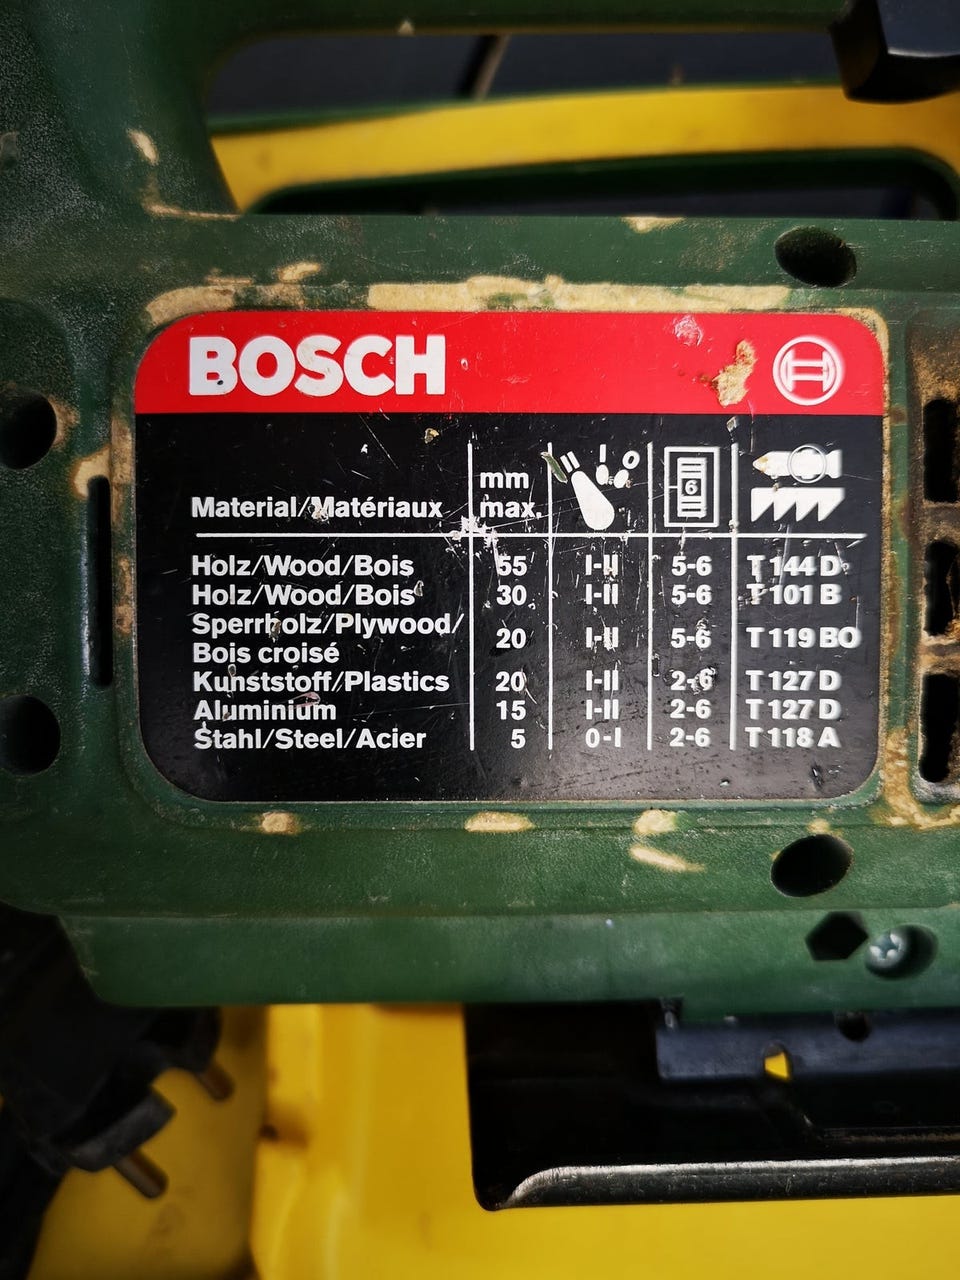 BOSCH
mm I II O 6
Material/Matériaux max.
Holz/Wood/Bois 55 I-II 5-6 T 144 D
Holz/Wood/Bois 30 I-II 5-6 T 101 B
Sperrholz/Plywood/
Bois croisé 20 I-II 5-6 T 119 BO
Kunststoff/Plastics 20 I-II 2-6 T 127 D
Aluminium 15 I-II 2-6 T 127 D
Stahl/Steel/Acier 5 0-I 2-6 T 118 A